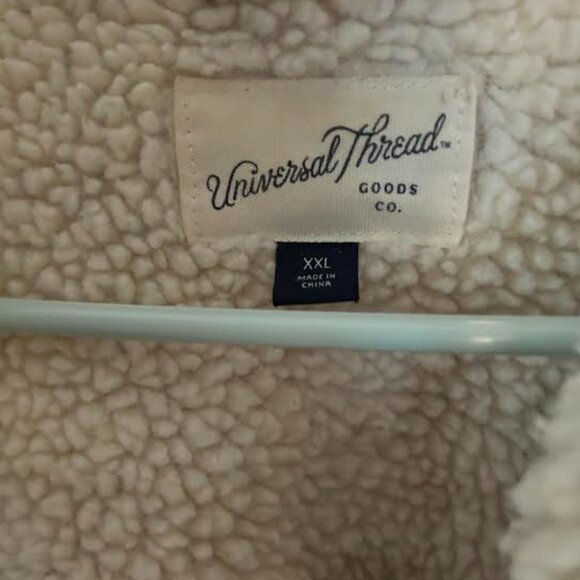 Universal Thread™
GOODS
CO.
XXL
MADE IN
CHINA